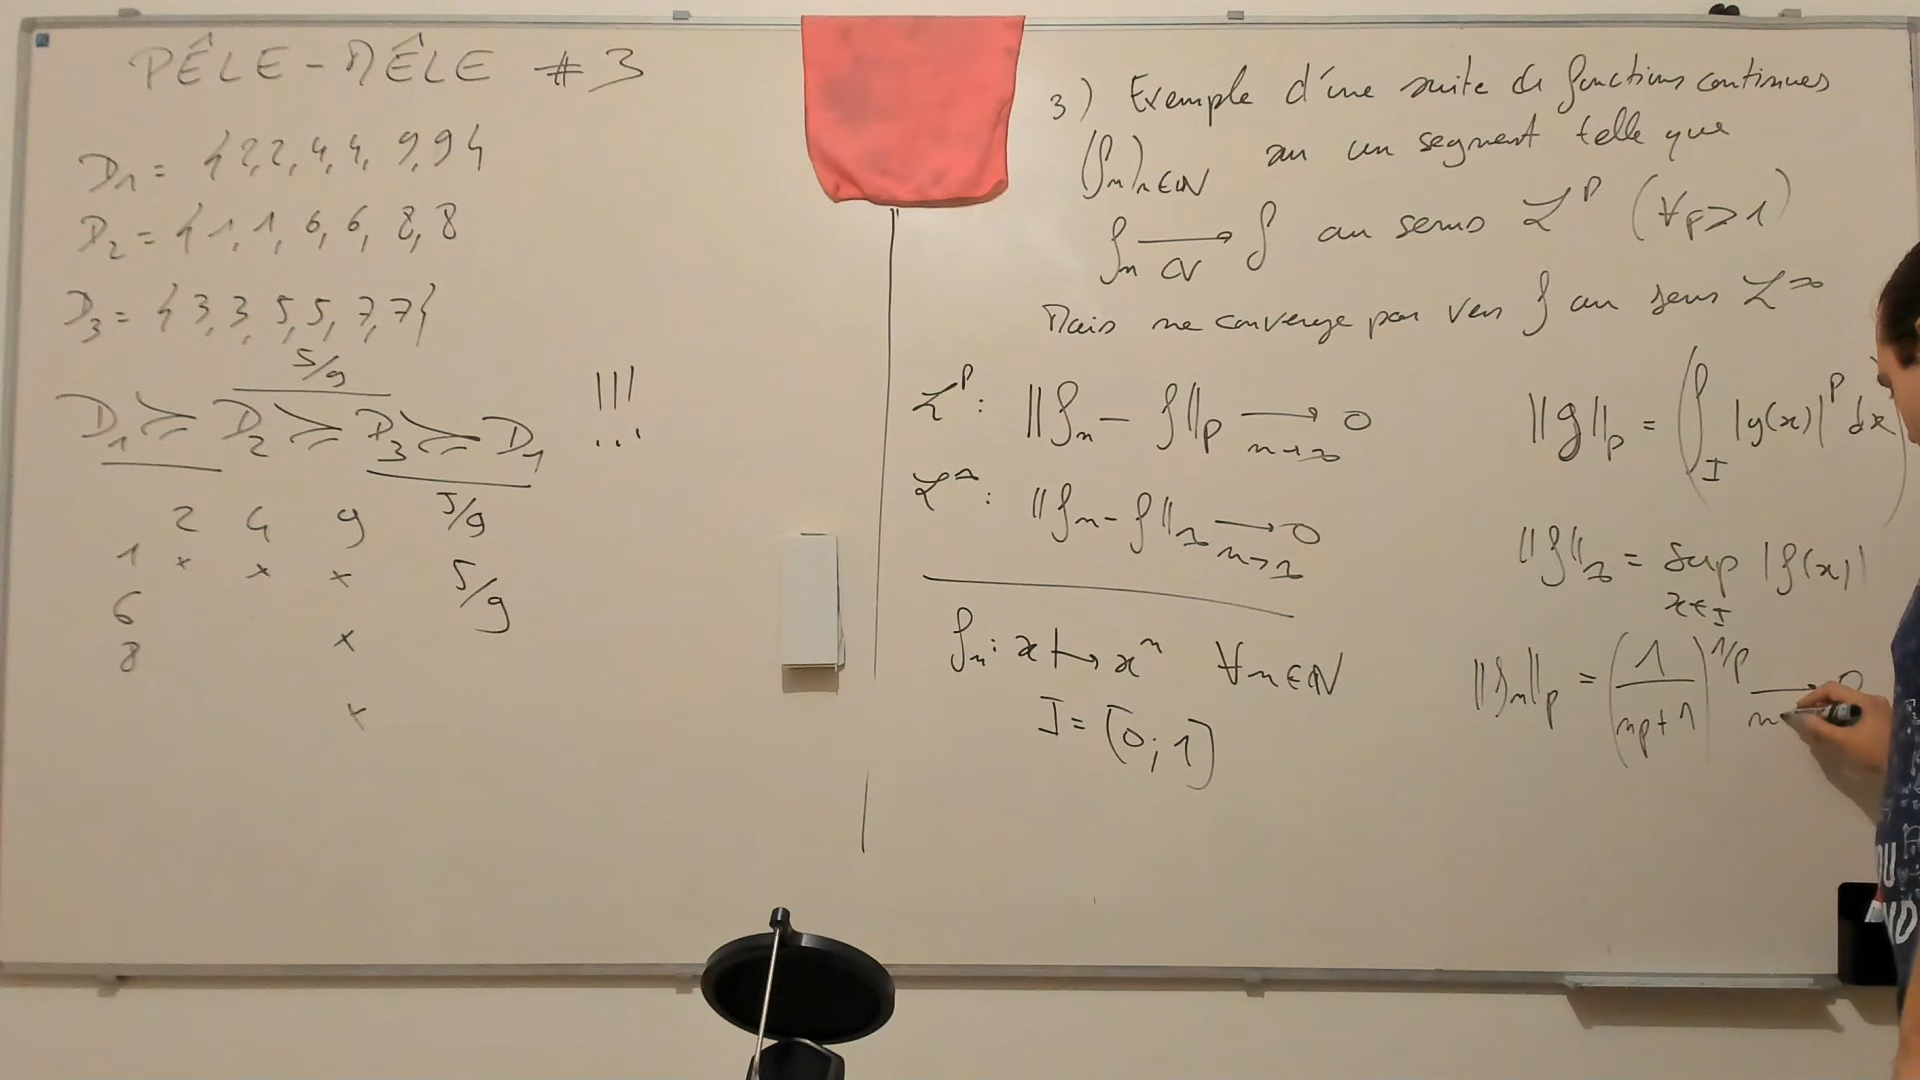 PÊLE-MÊLE #3
D₁ = {2,2,4,4,9,9}
D₂ = {1,1,6,6,8,8
D₃ = {3,3,5,5,7,7}
5/9
D₁ ≽ D₂ ≽ D₃ ≽ D₁ !!!
5/9
2 4 9
1 x x x
5/9
6 x
8
x
3) Exemple d'une suite de fonctions continues
(fₙ)ₙ∈ℕ sur un segment telle que
fₙ ⟶ f au sens ℒᵖ (∀p≥1)
CV
Mais ne converge pas vers f au sens ℒ^∞
ℒᵖ: ||fₙ - f||ₚ ⟶ 0
n→∞
||g||ₚ = (∫_I |g(x)|ᵖ dx)
ℒ^∞: ||fₙ - f||_∞ ⟶ 0
n→∞
||f||_∞ = sup |f(x)|
x∈I
fₙ: x ↦ xⁿ ∀n∈ℕ
I = [0;1]
||fₙ||ₚ = (1/(np+1))^(1/p) ⟶ 0
n